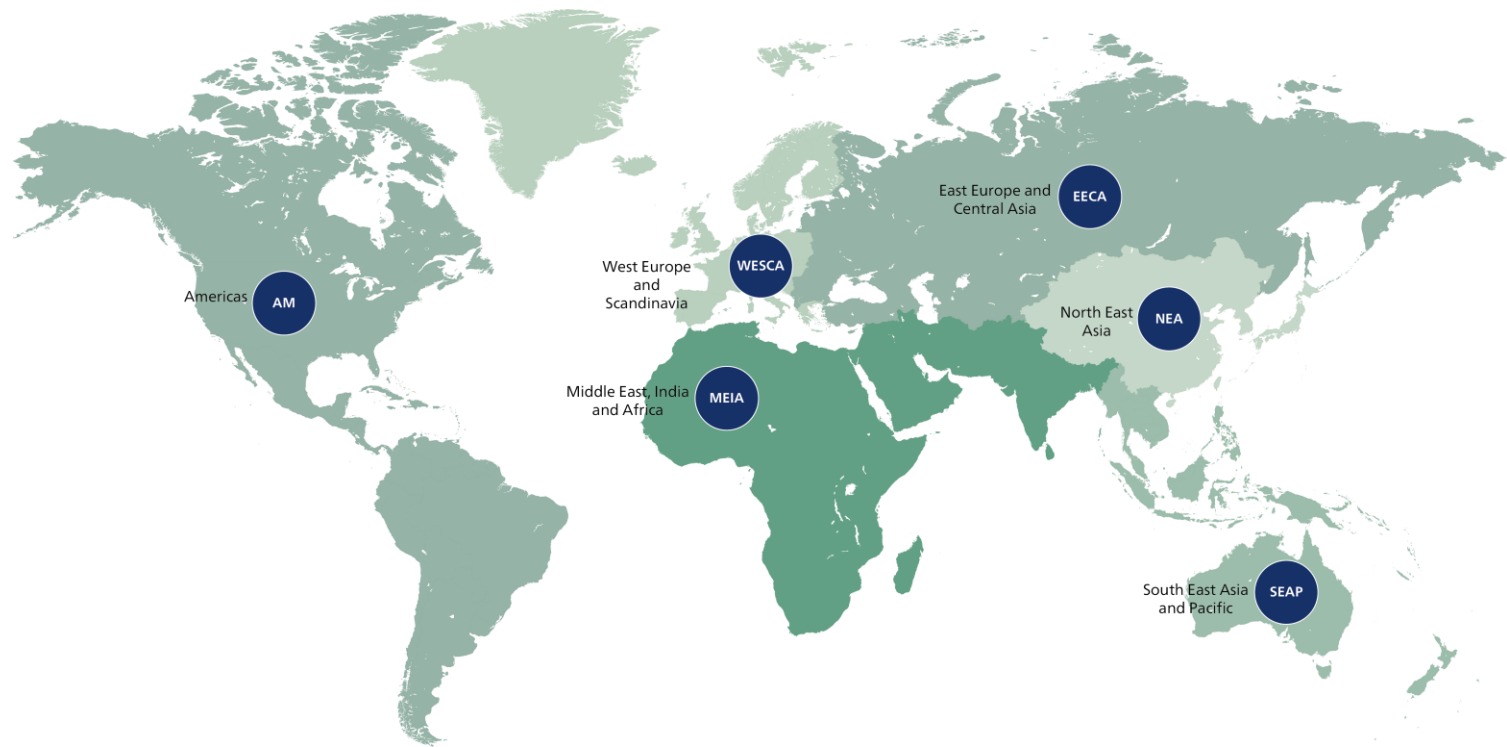 East Europe and
Central Asia
EECA
West Europe
and
Scandinavia
WESCA
Americas
AM
North East
Asia
NEA
Middle East, India
and Africa
MEIA
South East Asia
and Pacific
SEAP